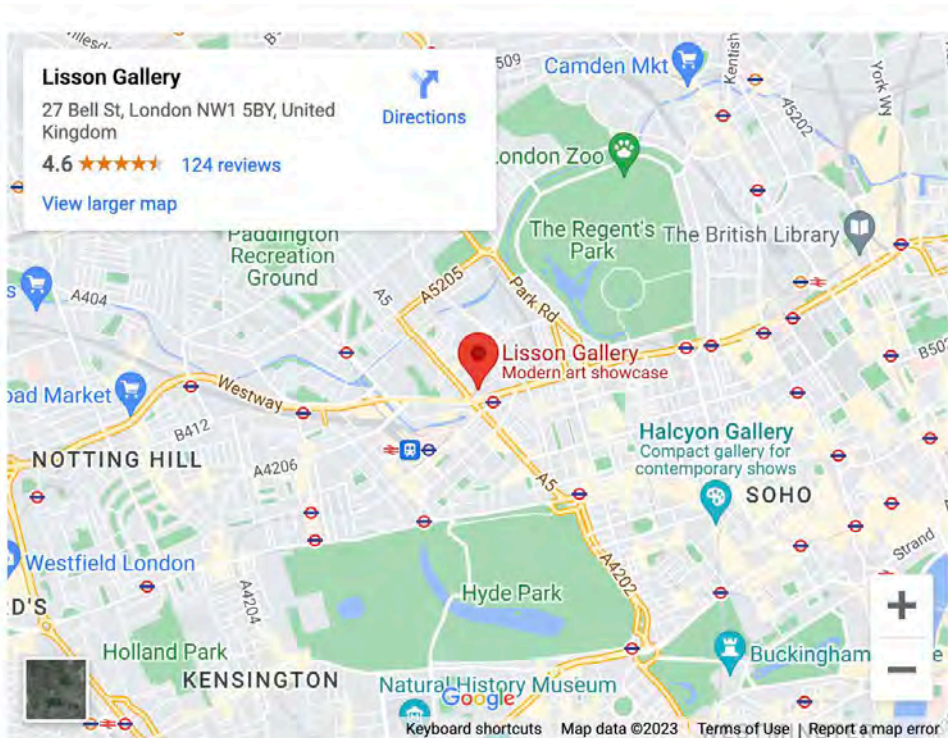 Lisson Gallery
27 Bell St, London NW1 5BY, United
Kingdom
4.6
124 reviews
View larger map
Directions
509
Camden Mkt
Kentish
York Wy
A5202
London Zoo
The Regent's
Park
The British Library
Paddington
Recreation
Ground
A404
A5
A5205
Park Rd
Lisson Gallery
Modern art showcase
oad Market
Westway
B412
NOTTING HILL
A4206
A5
Halcyon Gallery
Compact gallery for
contemporary shows
SOHO
Strand
Westfield London
A4204
A4202
Hyde Park
D'S
Holland Park
KENSINGTON
Buckingham
Natural History Museum
Google
+
−
Keyboard shortcuts
Map data ©2023
Terms of Use
Report a map error